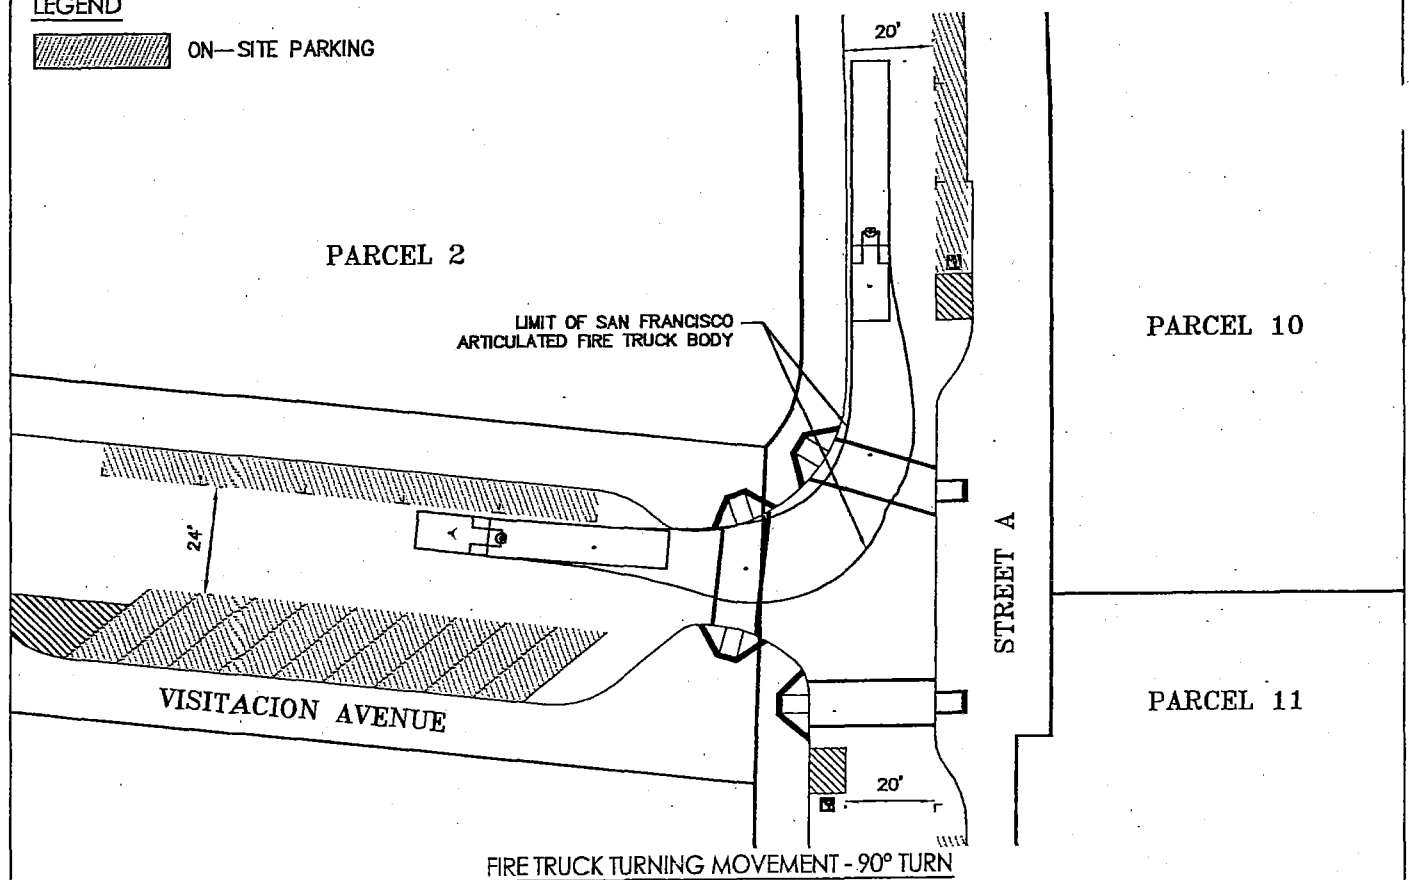 LEGEND
ON—SITE PARKING
20'
PARCEL 2
LIMIT OF SAN FRANCISCO
ARTICULATED FIRE TRUCK BODY
PARCEL 10
24'
STREET A
VISITACION AVENUE
PARCEL 11
20'
FIRE TRUCK TURNING MOVEMENT - 90° TURN